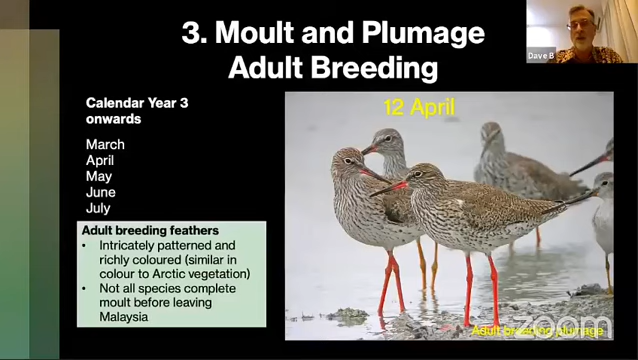 3. Moult and Plumage
Adult Breeding
Dave B
Calendar Year 3
onwards
March
April
May
June
July
Adult breeding feathers
• Intricately patterned and
richly coloured (similar in
colour to Arctic vegetation)
• Not all species complete
moult before leaving
Malaysia
12 April
zoom
Adult breeding plumage